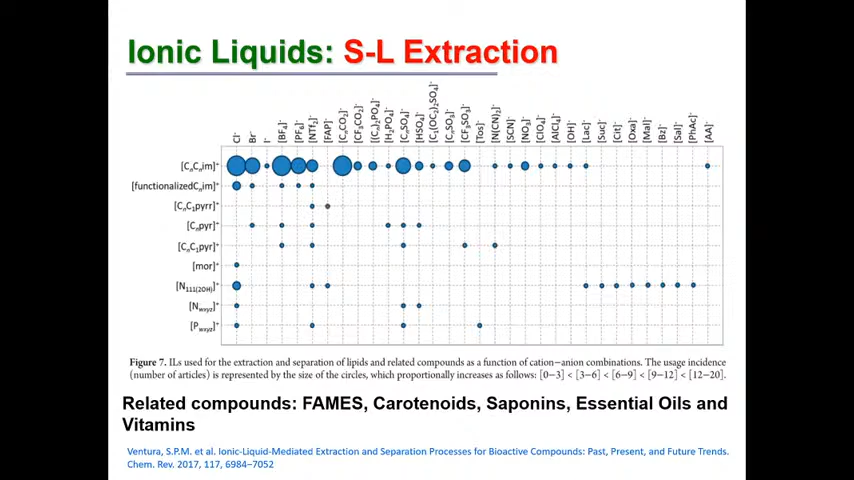 Ionic Liquids: S-L Extraction
Cl⁻
Br⁻
I⁻
[BF₄]⁻
[PF₆]⁻
[NTf₂]⁻
[FAP]⁻
[CₙCO₂]⁻
[CF₃CO₂]⁻
[(Cₙ)₂PO₄]⁻
[H₂PO₄]⁻
[CₙSO₄]⁻
[HSO₄]⁻
[C₁(OC₂)₂SO₄]⁻
[CₙSO₃]⁻
[CF₃SO₃]⁻
[Tos]⁻
[N(CN)₂]⁻
[SCN]⁻
[NO₃]⁻
[ClO₄]⁻
[AlCl₄]⁻
[OH]⁻
[Lac]⁻
[Suc]⁻
[Cit]⁻
[Oxa]⁻
[Mal]⁻
[Bz]⁻
[Sal]⁻
[PhAc]⁻
[AA]⁻
[CₙCₙim]⁺
[functionalizedCₙim]⁺
[CₙC₁pyrr]⁺
[Cₙpyr]⁺
[CₙC₁pyr]⁺
[mor]⁺
[N₁₁₁₍₂OH₎]⁺
[Nwxyz]⁺
[Pwxyz]⁺
Figure 7. ILs used for the extraction and separation of lipids and related compounds as a function of cation−anion combinations. The usage incidence
(number of articles) is represented by the size of the circles, which proportionally increases as follows: [0−3] < [3−6] < [6−9] < [9−12] < [12−20].
Related compounds: FAMES, Carotenoids, Saponins, Essential Oils and
Vitamins
Ventura, S.P.M. et al. Ionic-Liquid-Mediated Extraction and Separation Processes for Bioactive Compounds: Past, Present, and Future Trends.
Chem. Rev. 2017, 117, 6984−7052